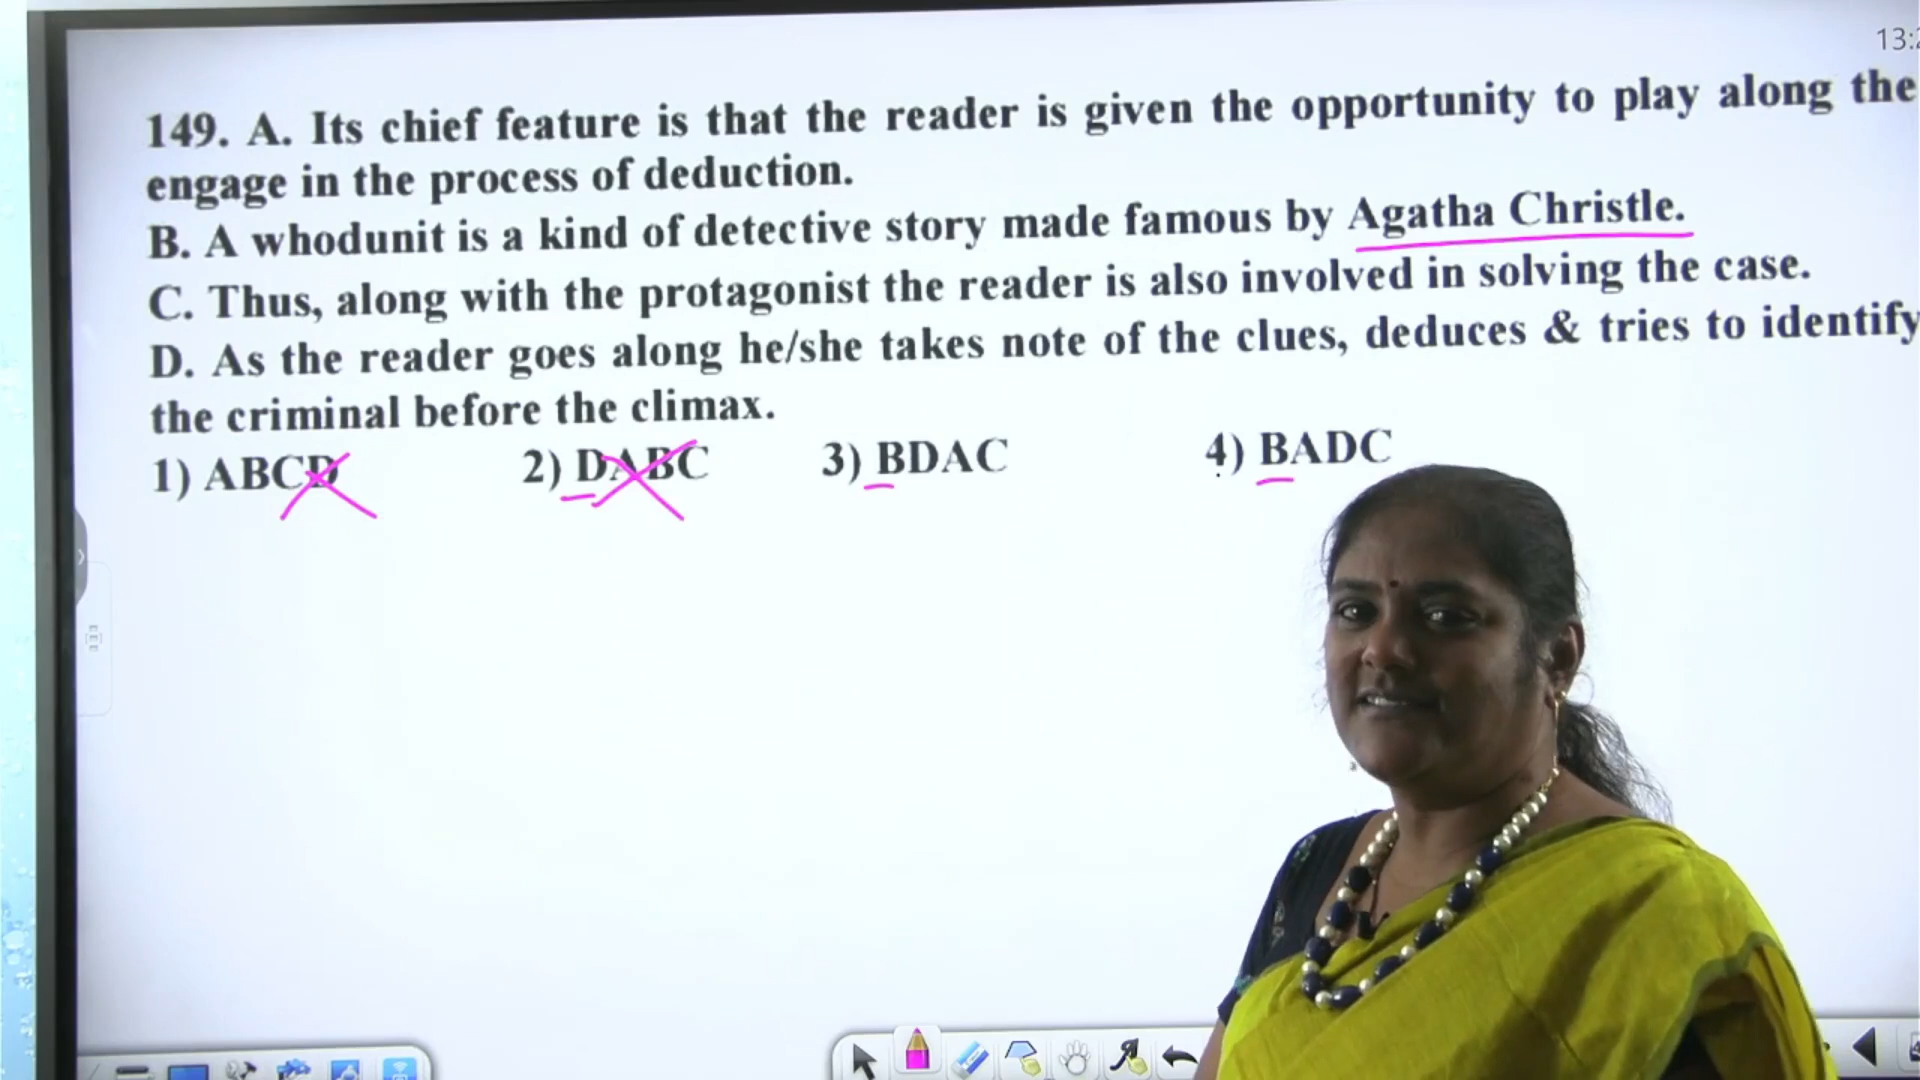 13:2
149. A. Its chief feature is that the reader is given the opportunity to play along the
engage in the process of deduction.
B. A whodunit is a kind of detective story made famous by Agatha Christle.
C. Thus, along with the protagonist the reader is also involved in solving the case.
D. As the reader goes along he/she takes note of the clues, deduces & tries to identify
the criminal before the climax.
1) ABCD 2) DABC 3) BDAC 4) BADC